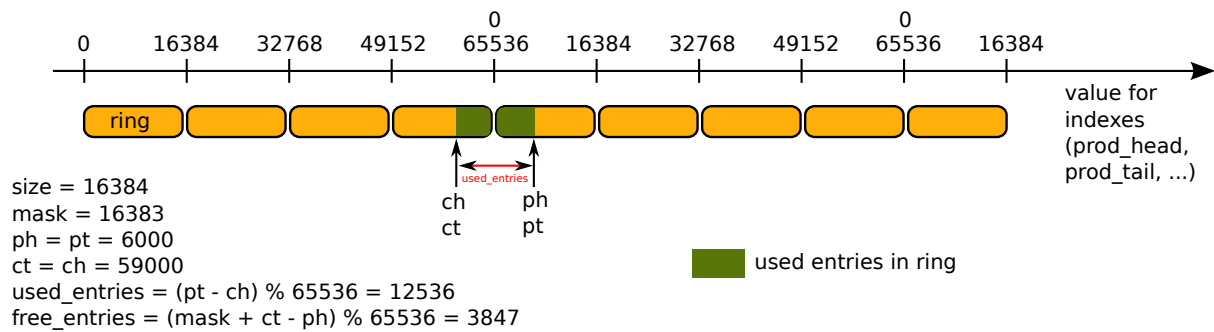 0 0
0 16384 32768 49152 65536 16384 32768 49152 65536 16384
ring
value for
indexes
(prod_head,
prod_tail, ...)
used_entries
ch
ct
ph
pt
size = 16384
mask = 16383
ph = pt = 6000
ct = ch = 59000
used_entries = (pt - ch) % 65536 = 12536
free_entries = (mask + ct - ph) % 65536 = 3847
used entries in ring